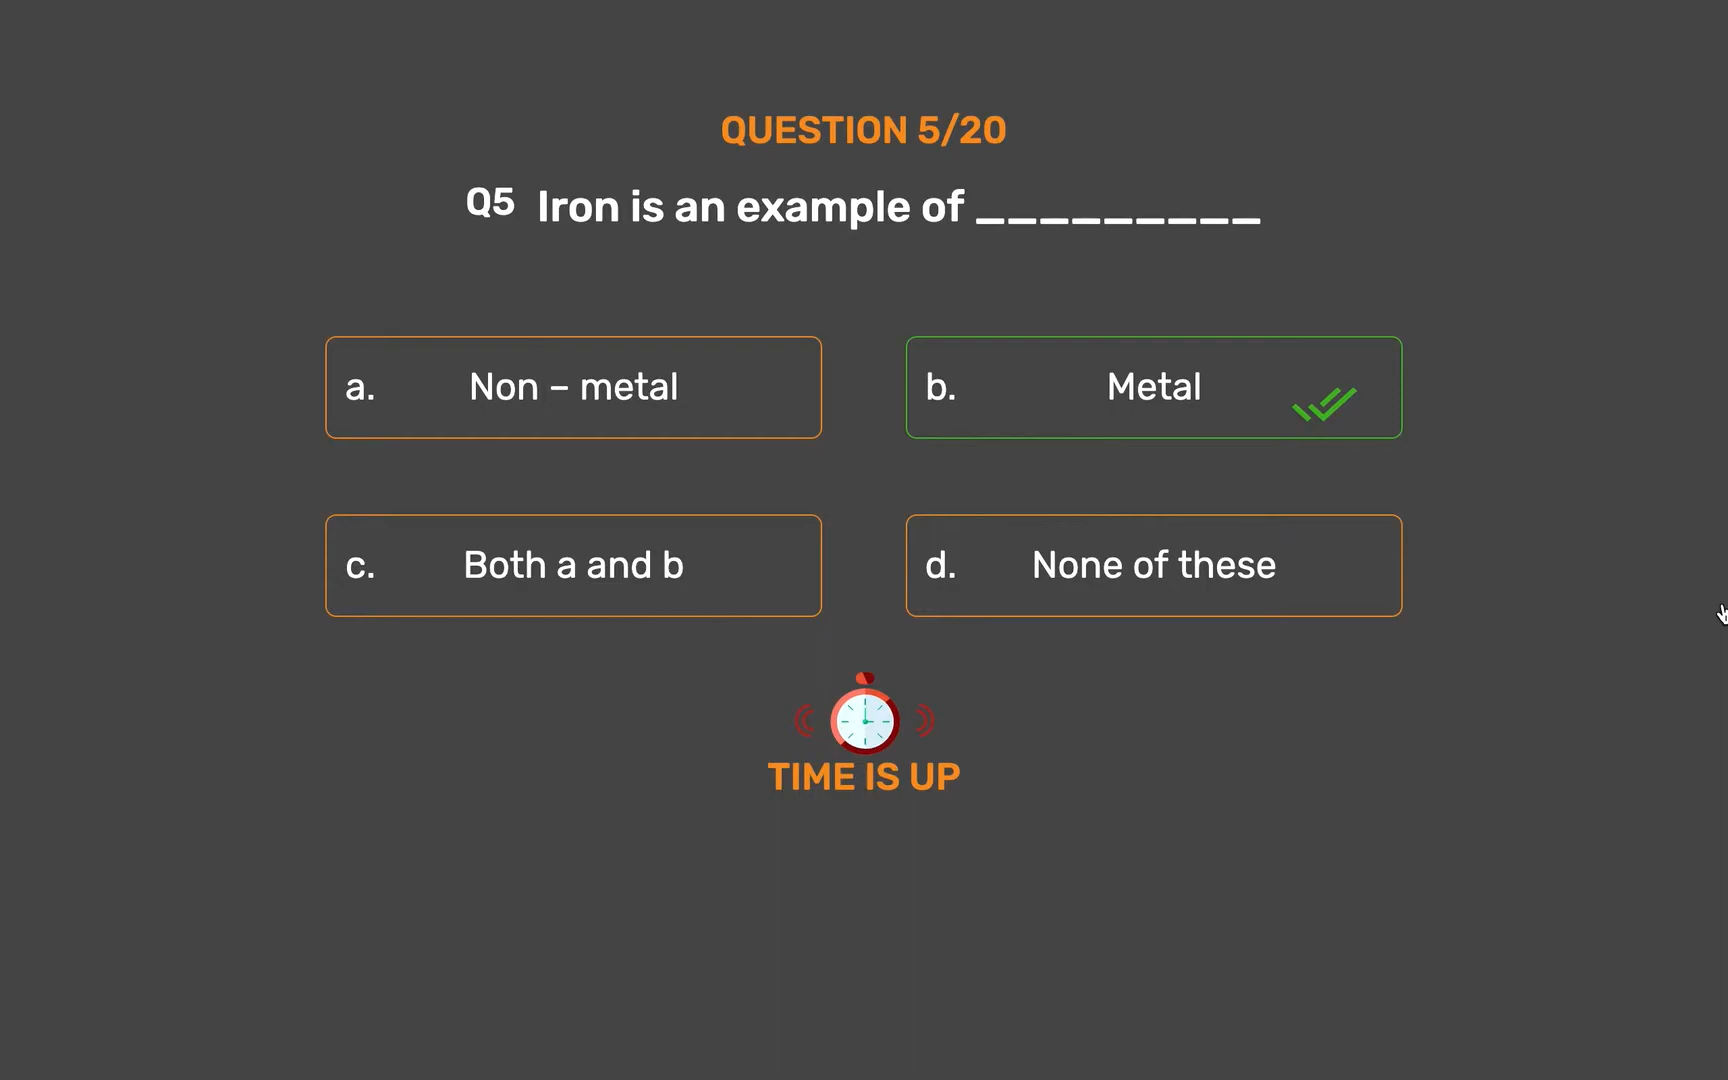 QUESTION 5/20
Q5 Iron is an example of _________
a. Non – metal
b. Metal
c. Both a and b
d. None of these
TIME IS UP